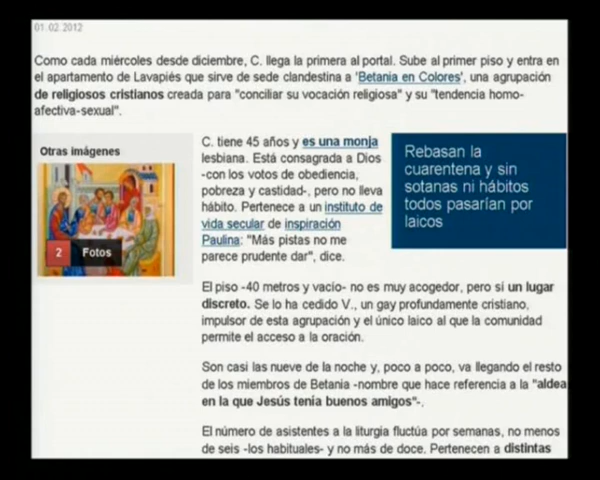 01.02.2012
Como cada miércoles desde diciembre, C. llega la primera al portal. Sube al primer piso y entra en
el apartamento de Lavapiés que sirve de sede clandestina a 'Betania en Colores', una agrupación
de religiosos cristianos creada para "conciliar su vocación religiosa" y su "tendencia homo-
afectiva-sexual".
Otras imágenes
2 Fotos
C. tiene 45 años y es una monja
lesbiana. Está consagrada a Dios
-con los votos de obediencia,
pobreza y castidad-, pero no lleva
hábito. Pertenece a un instituto de
vida secular de inspiración
Paulina: "Más pistas no me
parece prudente dar", dice.
Rebasan la
cuarentena y sin
sotanas ni hábitos
todos pasarían por
laicos
El piso -40 metros y vacío- no es muy acogedor, pero sí un lugar
discreto. Se lo ha cedido V., un gay profundamente cristiano,
impulsor de esta agrupación y el único laico al que la comunidad
permite el acceso a la oración.
Son casi las nueve de la noche y, poco a poco, va llegando el resto
de los miembros de Betania -nombre que hace referencia a la "aldea
en la que Jesús tenía buenos amigos"-.
El número de asistentes a la liturgia fluctúa por semanas, no menos
de seis -los habituales- y no más de doce. Pertenecen a distintas